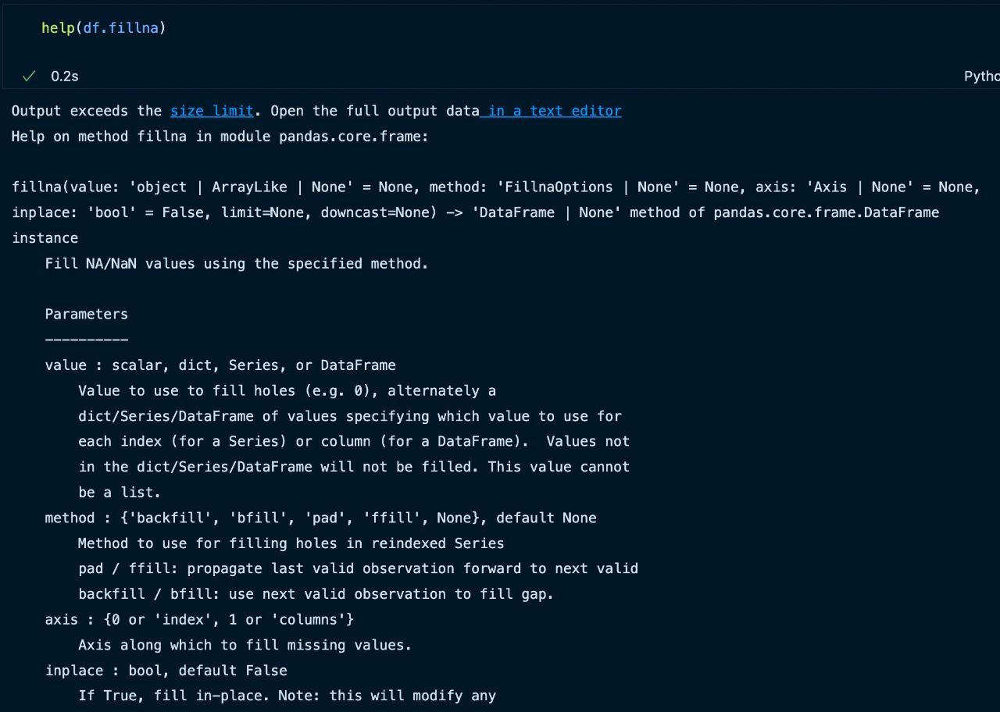 help(df.fillna)
0.2s
Pytho
Output exceeds the size limit. Open the full output data in a text editor
Help on method fillna in module pandas.core.frame:
fillna(value: 'object | ArrayLike | None' = None, method: 'FillnaOptions | None' = None, axis: 'Axis | None' = None,
inplace: 'bool' = False, limit=None, downcast=None) -> 'DataFrame | None' method of pandas.core.frame.DataFrame
instance
Fill NA/NaN values using the specified method.
Parameters
----------
value : scalar, dict, Series, or DataFrame
Value to use to fill holes (e.g. 0), alternately a
dict/Series/DataFrame of values specifying which value to use for
each index (for a Series) or column (for a DataFrame).  Values not
in the dict/Series/DataFrame will not be filled. This value cannot
be a list.
method : {'backfill', 'bfill', 'pad', 'ffill', None}, default None
Method to use for filling holes in reindexed Series
pad / ffill: propagate last valid observation forward to next valid
backfill / bfill: use next valid observation to fill gap.
axis : {0 or 'index', 1 or 'columns'}
Axis along which to fill missing values.
inplace : bool, default False
If True, fill in-place. Note: this will modify any